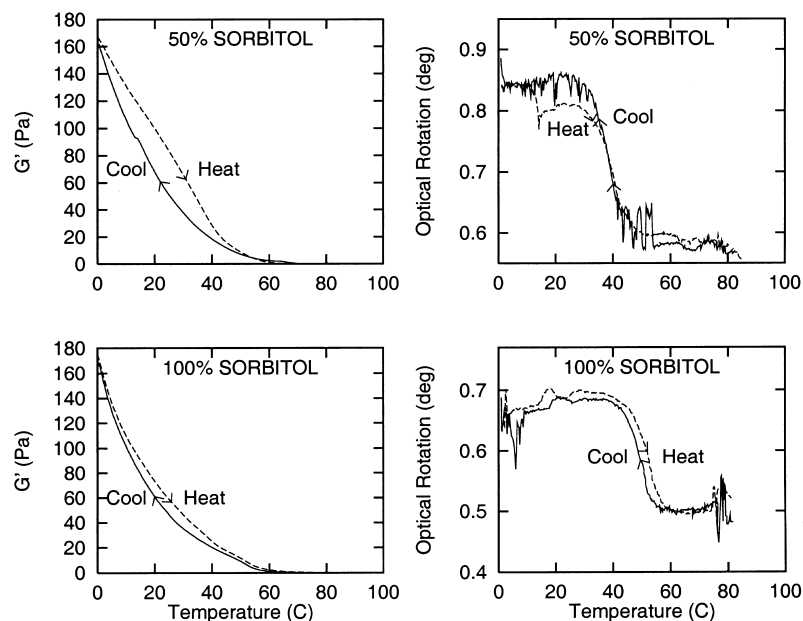 50% SORBITOL
G' (Pa)
180
160
140
120
100
80
60
40
20
0
Cool
Heat
0 20 40 60 80 100
50% SORBITOL
Optical Rotation (deg)
0.9
0.8
0.7
0.6
Heat
Cool
0 20 40 60 80 100
100% SORBITOL
G' (Pa)
180
160
140
120
100
80
60
40
20
0
Cool
Heat
0 20 40 60 80 100
Temperature (C)
100% SORBITOL
Optical Rotation (deg)
0.7
0.6
0.5
0.4
Cool
Heat
0 20 40 60 80 100
Temperature (C)